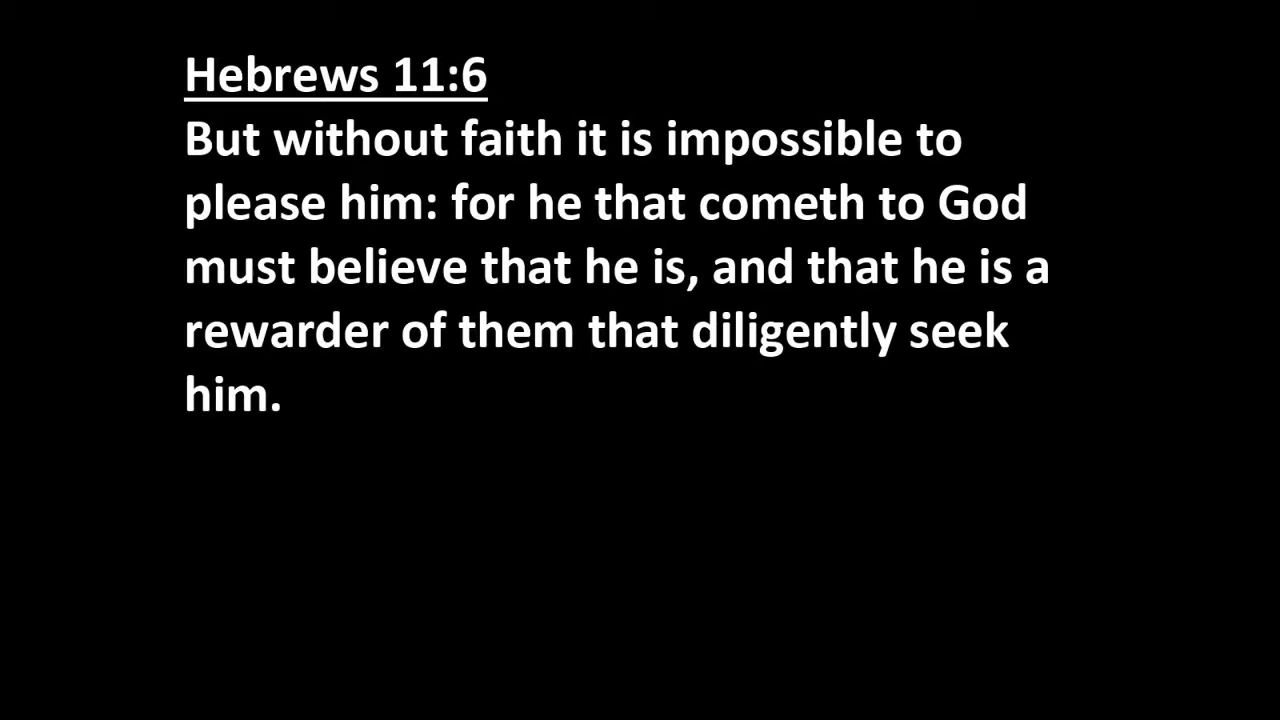 Hebrews 11:6
But without faith it is impossible to
please him: for he that cometh to God
must believe that he is, and that he is a
rewarder of them that diligently seek
him.